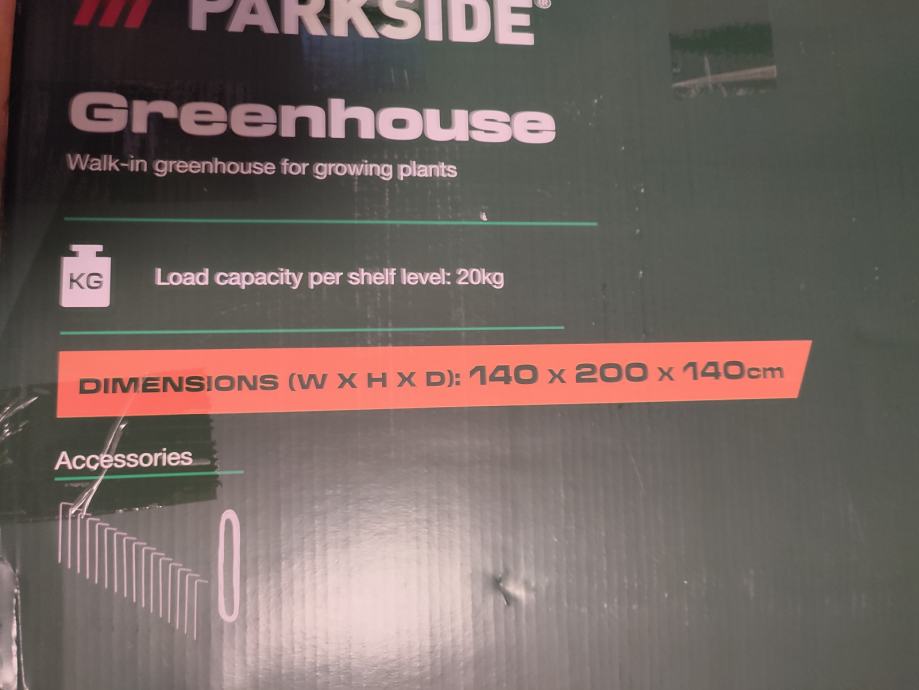 PARKSIDE®
Greenhouse
Walk-in greenhouse for growing plants
KG
Load capacity per shelf level: 20kg
DIMENSIONS (W X H X D): 140 x 200 x 140cm
Accessories